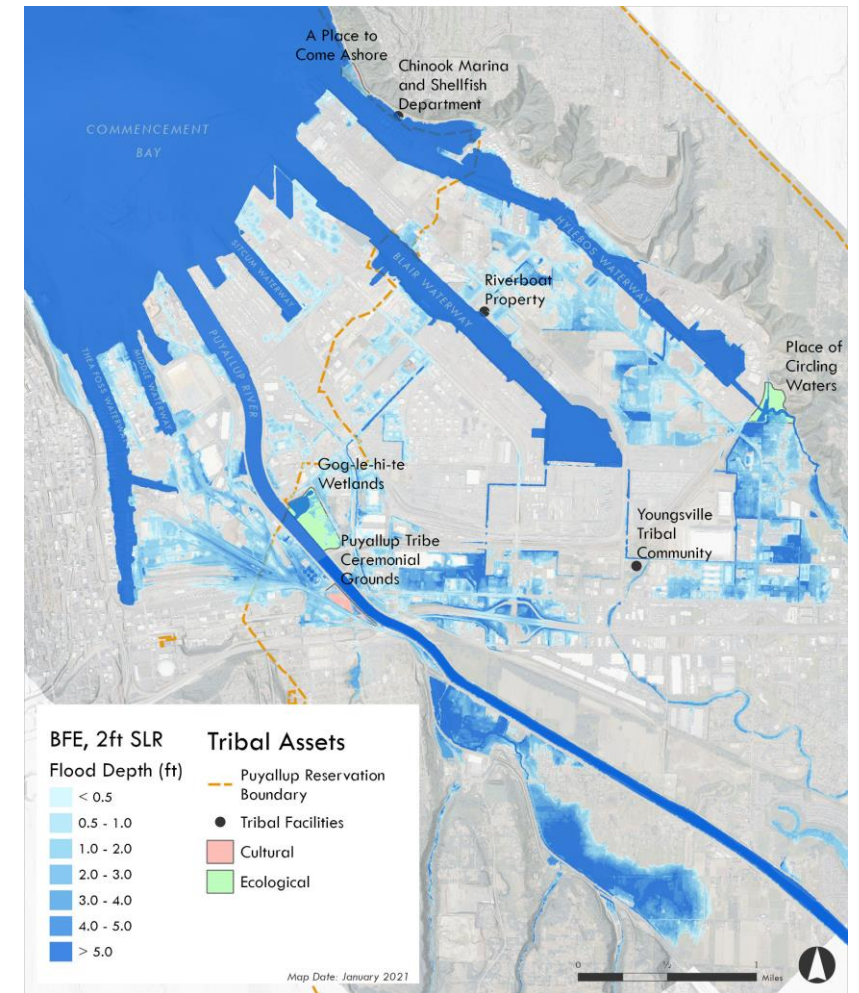 A Place to
Come Ashore
Chinook Marina
and Shellfish
Department
COMMENCEMENT
BAY
HYLEBOS WATERWAY
SITCUM WATERWAY
BLAIR WATERWAY
Riverboat
Property
PUYALLUP RIVER
MIDDLE WATERWAY
THEA FOSS WATERWAY
Place of
Circling
Waters
Gog-le-hi-te
Wetlands
Youngsville
Tribal
Community
Puyallup Tribe
Ceremonial
Grounds
BFE, 2ft SLR
Flood Depth (ft)
< 0.5
0.5 - 1.0
1.0 - 2.0
2.0 - 3.0
3.0 - 4.0
4.0 - 5.0
> 5.0
Tribal Assets
Puyallup Reservation
Boundary
Tribal Facilities
Cultural
Ecological
Map Date: January 2021
0 ½ 1
Miles